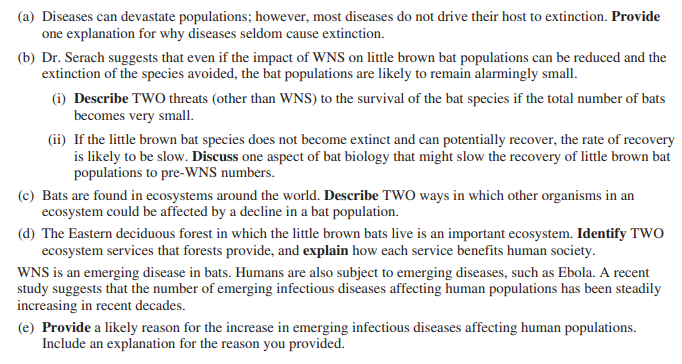 (a) Diseases can devastate populations; however, most diseases do not drive their host to extinction. Provide
one explanation for why diseases seldom cause extinction.
(b) Dr. Serach suggests that even if the impact of WNS on little brown bat populations can be reduced and the
extinction of the species avoided, the bat populations are likely to remain alarmingly small.
(i) Describe TWO threats (other than WNS) to the survival of the bat species if the total number of bats
becomes very small.
(ii) If the little brown bat species does not become extinct and can potentially recover, the rate of recovery
is likely to be slow. Discuss one aspect of bat biology that might slow the recovery of little brown bat
populations to pre-WNS numbers.
(c) Bats are found in ecosystems around the world. Describe TWO ways in which other organisms in an
ecosystem could be affected by a decline in a bat population.
(d) The Eastern deciduous forest in which the little brown bats live is an important ecosystem. Identify TWO
ecosystem services that forests provide, and explain how each service benefits human society.
WNS is an emerging disease in bats. Humans are also subject to emerging diseases, such as Ebola. A recent
study suggests that the number of emerging infectious diseases affecting human populations has been steadily
increasing in recent decades.
(e) Provide a likely reason for the increase in emerging infectious diseases affecting human populations.
Include an explanation for the reason you provided.